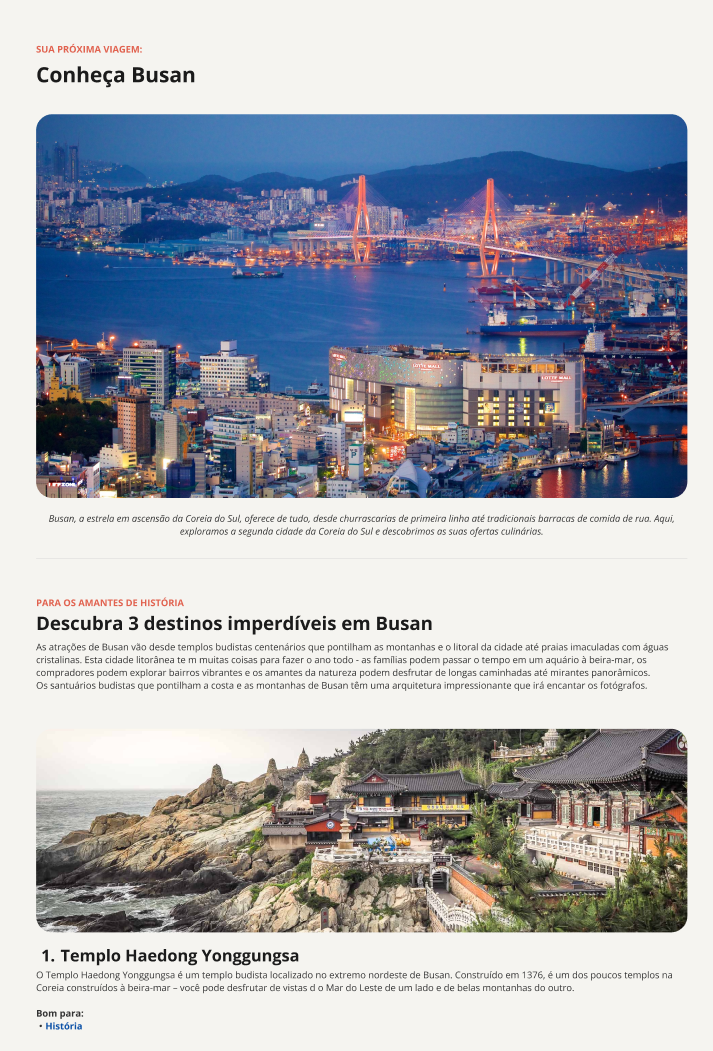 SUA PRÓXIMA VIAGEM:
Conheça Busan
LOTTE MALL
LOTTE MALL
Busan, a estrela em ascensão da Coreia do Sul, oferece de tudo, desde churrascarias de primeira linha até tradicionais barracas de comida de rua. Aqui,
exploramos a segunda cidade da Coreia do Sul e descobrimos as suas ofertas culinárias.
PARA OS AMANTES DE HISTÓRIA
Descubra 3 destinos imperdíveis em Busan
As atrações de Busan vão desde templos budistas centenários que pontilham as montanhas e o litoral da cidade até praias imaculadas com águas
cristalinas. Esta cidade litorânea te m muitas coisas para fazer o ano todo - as famílias podem passar o tempo em um aquário à beira-mar, os
compradores podem explorar bairros vibrantes e os amantes da natureza podem desfrutar de longas caminhadas até mirantes panorâmicos.
Os santuários budistas que pontilham a costa e as montanhas de Busan têm uma arquitetura impressionante que irá encantar os fotógrafos.
1. Templo Haedong Yonggungsa
O Templo Haedong Yonggungsa é um templo budista localizado no extremo nordeste de Busan. Construído em 1376, é um dos poucos templos na
Coreia construídos à beira-mar – você pode desfrutar de vistas d o Mar do Leste de um lado e de belas montanhas do outro.
Bom para:
• História